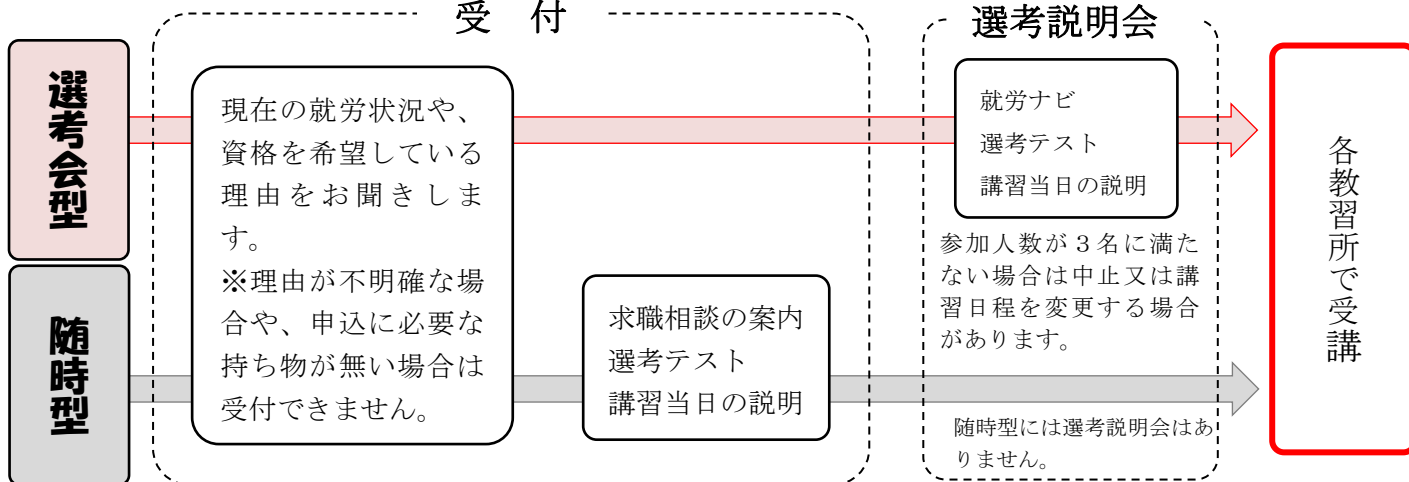 受　付
選考説明会
選考会型
随時型
現在の就労状況や、
資格を希望している
理由をお聞きしま
す。
※理由が不明確な場
合や、申込に必要な
持ち物が無い場合は
受付できません。
求職相談の案内
選考テスト
講習当日の説明
就労ナビ
選考テスト
講習当日の説明
参加人数が３名に満た
ない場合は中止又は講
習日程を変更する場合
があります。
随時型には選考説明会はあ
りません。
各教習所で受講